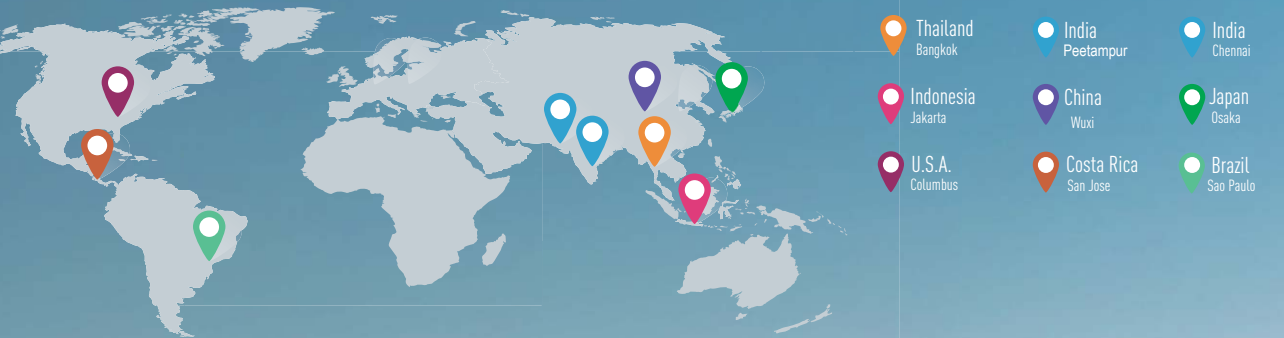 Thailand
Bangkok
India
Peetampur
India
Chennai
Indonesia
Jakarta
China
Wuxi
Japan
Osaka
U.S.A.
Columbus
Costa Rica
San Jose
Brazil
Sao Paulo